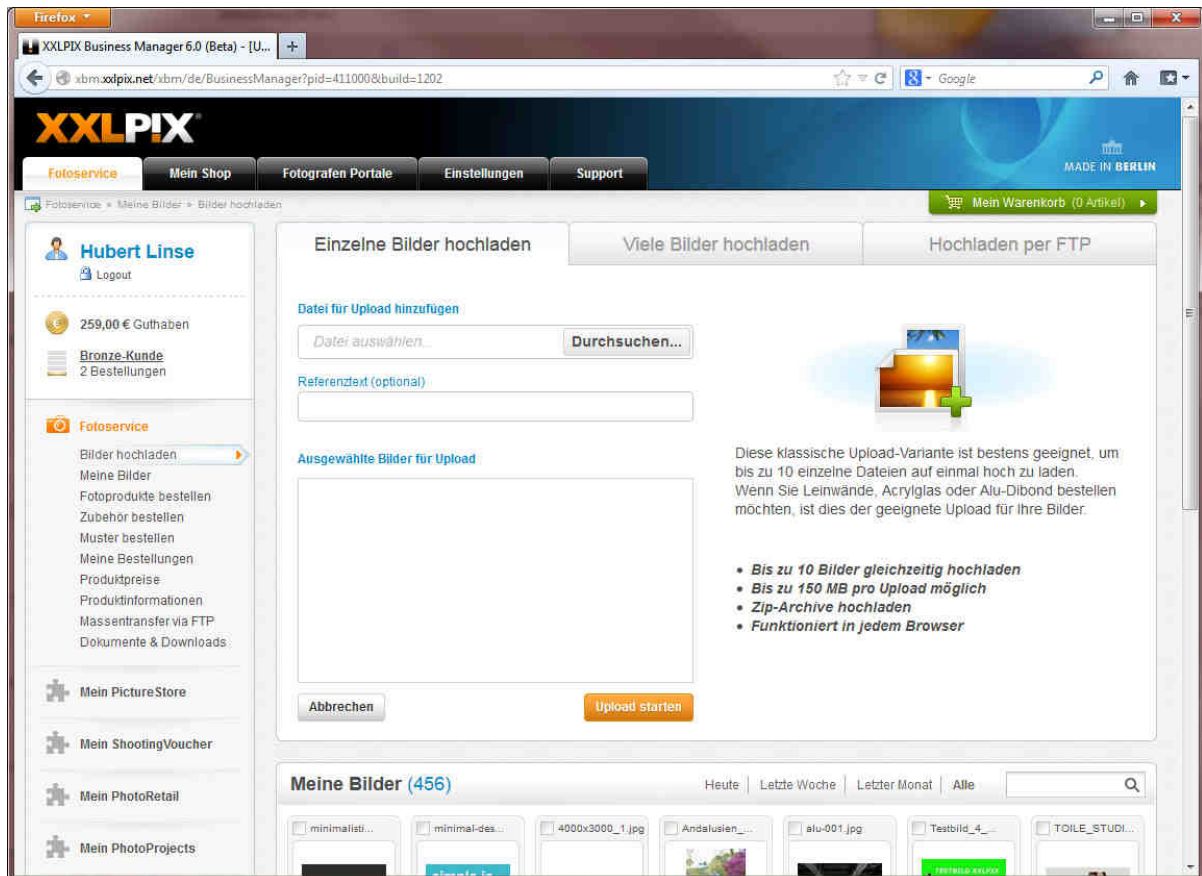 Firefox
XXLPIX Business Manager 6.0 (Beta) - [U...
xbm.xxlpix.net/xbm/de/BusinessManager?pid=411000&build=1202
Google
XXLP!X
MADE IN BERLIN
Fotoservice
Mein Shop
Fotografen Portale
Einstellungen
Support
Fotoservice » Meine Bilder » Bilder hochladen
Mein Warenkorb (0 Artikel)
Hubert Linse
Logout
259,00 € Guthaben
Bronze-Kunde
2 Bestellungen
Fotoservice
Bilder hochladen
Meine Bilder
Fotoprodukte bestellen
Zubehör bestellen
Muster bestellen
Meine Bestellungen
Produktpreise
Produktinformationen
Massentransfer via FTP
Dokumente & Downloads
Mein PictureStore
Mein ShootingVoucher
Mein PhotoRetail
Mein PhotoProjects
Einzelne Bilder hochladen
Viele Bilder hochladen
Hochladen per FTP
Datei für Upload hinzufügen
Datei auswählen...
Durchsuchen...
Referenztext (optional)
Ausgewählte Bilder für Upload
Abbrechen
Upload starten
Diese klassische Upload-Variante ist bestens geeignet, um
bis zu 10 einzelne Dateien auf einmal hoch zu laden.
Wenn Sie Leinwände, Acrylglas oder Alu-Dibond bestellen
möchten, ist dies der geeignete Upload für Ihre Bilder.
• Bis zu 10 Bilder gleichzeitig hochladen
• Bis zu 150 MB pro Upload möglich
• Zip-Archive hochladen
• Funktioniert in jedem Browser
Meine Bilder (456)
Heute
Letzte Woche
Letzter Monat
Alle
minimalisti...
minimal-des...
4000x3000_1.jpg
Andalusien_...
alu-001.jpg
Testbild_4_...
TOILE_STUDI...
simple is
TESTBILD XXLPIX